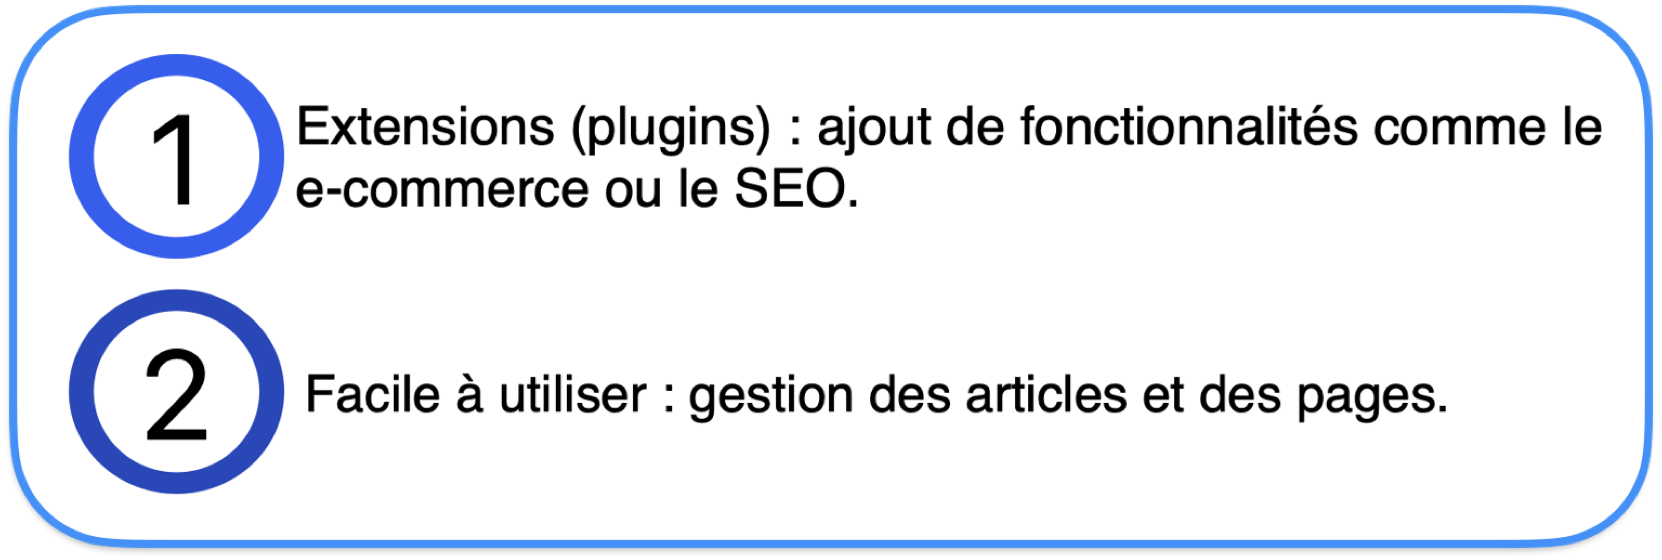 1
Extensions (plugins) : ajout de fonctionnalités comme le
e-commerce ou le SEO.
2
Facile à utiliser : gestion des articles et des pages.